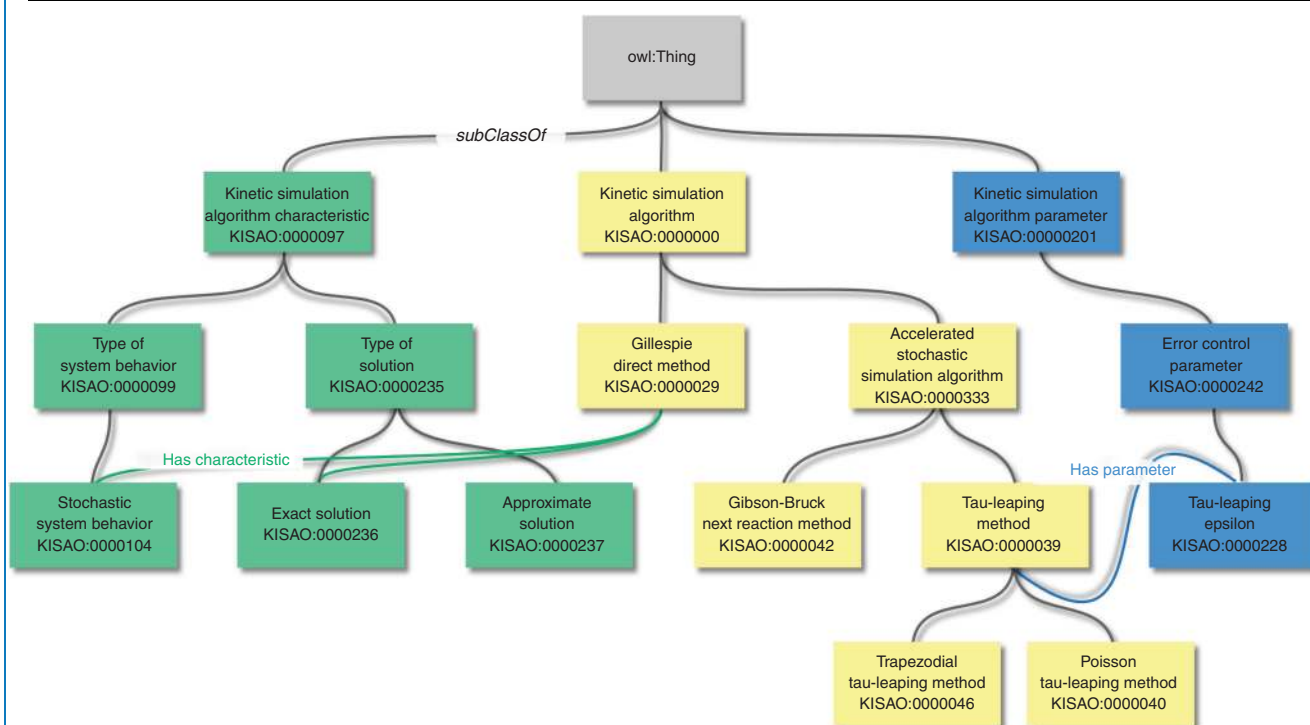 owl:Thing
subClassOf
Kinetic simulation
algorithm characteristic
KISAO:0000097
Kinetic simulation
algorithm
KISAO:0000000
Kinetic simulation
algorithm parameter
KISAO:00000201
Type of
system behavior
KISAO:0000099
Type of
solution
KISAO:0000235
Gillespie
direct method
KISAO:0000029
Accelerated
stochastic
simulation algorithm
KISAO:0000333
Error control
parameter
KISAO:0000242
Has characteristic
Has parameter
Stochastic
system behavior
KISAO:0000104
Exact solution
KISAO:0000236
Approximate
solution
KISAO:0000237
Gibson-Bruck
next reaction method
KISAO:0000042
Tau-leaping
method
KISAO:0000039
Tau-leaping
epsilon
KISAO:0000228
Trapezodial
tau-leaping method
KISAO:0000046
Poisson
tau-leaping method
KISAO:0000040